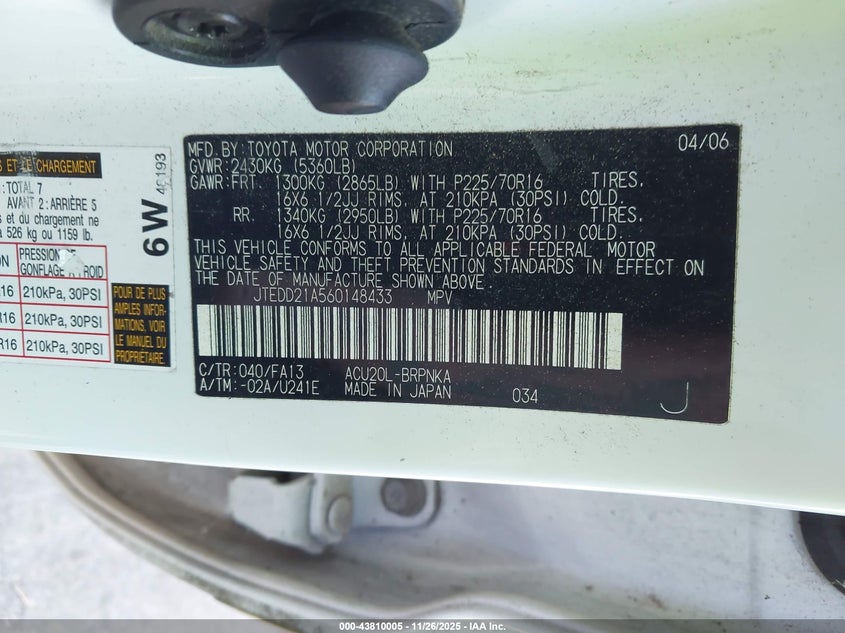 S ET LE CHARGEMENT
: TOTAL 7
AVANT 2: ARRIÈRE 5
s et du chargement ne
a 526 kg ou 1159 lb.
ON PRESSION DE GONFLAGE À FROID
R16 210kPa, 30PSI
R16 210kPa, 30PSI
R16 210kPa, 30PSI
POUR DE PLUS
AMPLES INFOR-
MATIONS, VOIR
LE MANUEL DU
PROPRIÉTAIRE.
6W
MFD. BY: TOYOTA MOTOR CORPORATION 04/06
GVWR: 2430KG (5360LB)
GAWR: FRT. 1300KG (2865LB) WITH P225/70R16 TIRES.
16X6 1/2JJ RIMS. AT 210KPA (30PSI) COLD.
RR. 1340KG (2950LB) WITH P225/70R16 TIRES.
16X6 1/2JJ RIMS. AT 210KPA (30PSI) COLD.
THIS VEHICLE CONFORMS TO ALL APPLICABLE FEDERAL MOTOR
VEHICLE SAFETY AND THEFT PREVENTION STANDARDS IN EFFECT ON
THE DATE OF MANUFACTURE SHOWN ABOVE.
JTEDD21A560148433 MPV
C/TR: 040/FA13 ACU20L-BRPNKA
A/TM: -02A/U241E MADE IN JAPAN 034 J
000-43810005 - 11/26/2025 - IAA Inc.